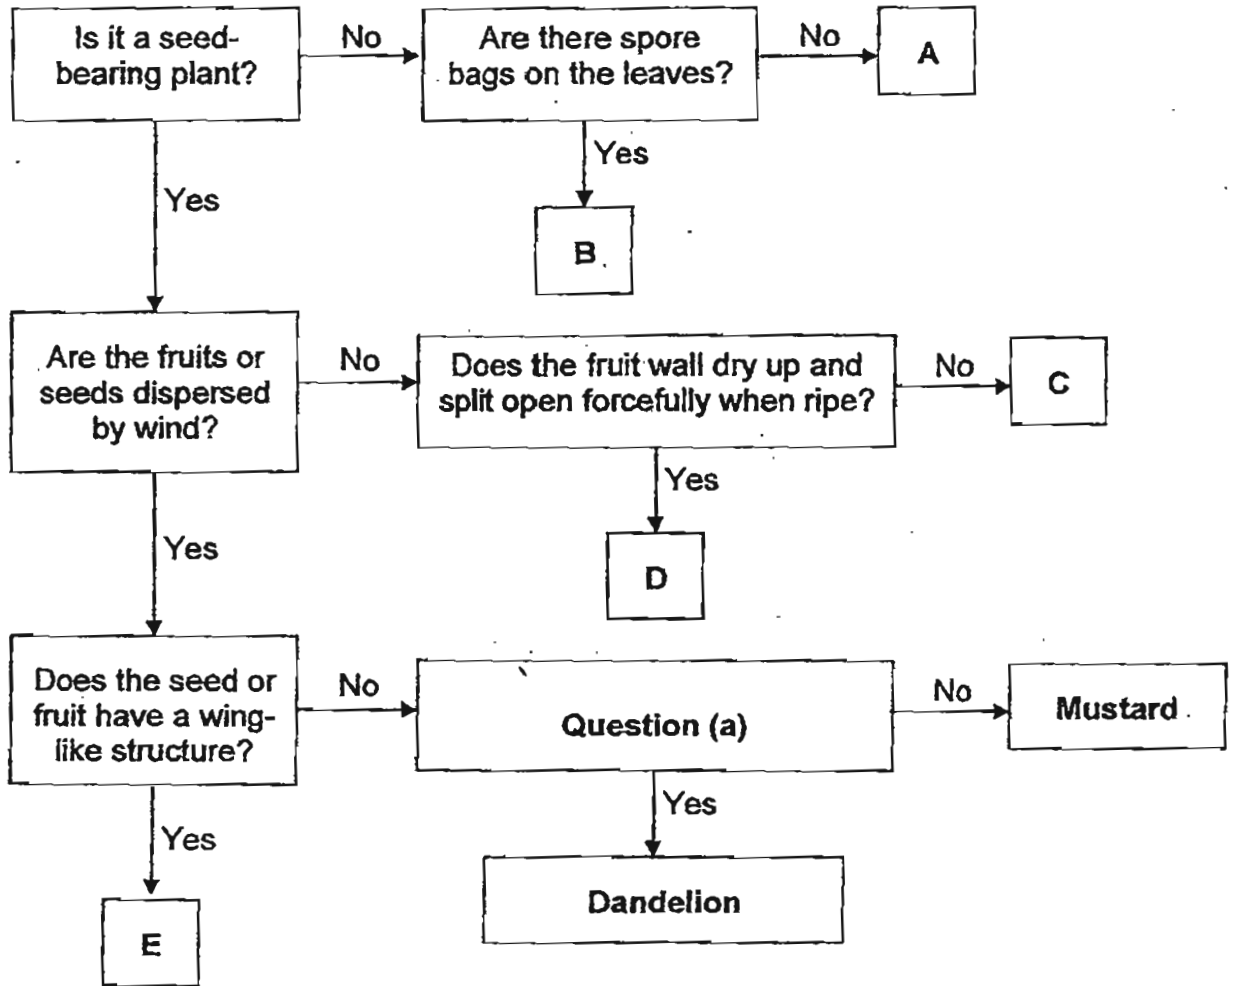 Is it a seed-
bearing plant?
No
Are there spore
bags on the leaves?
No
A
Yes
B
Yes
Are the fruits or
seeds dispersed
by wind?
No
Does the fruit wall dry up and
split open forcefully when ripe?
No
C
Yes
D
Yes
Does the seed or
fruit have a wing-
like structure?
No
Question (a)
No
Mustard
Yes
Dandelion
Yes
E